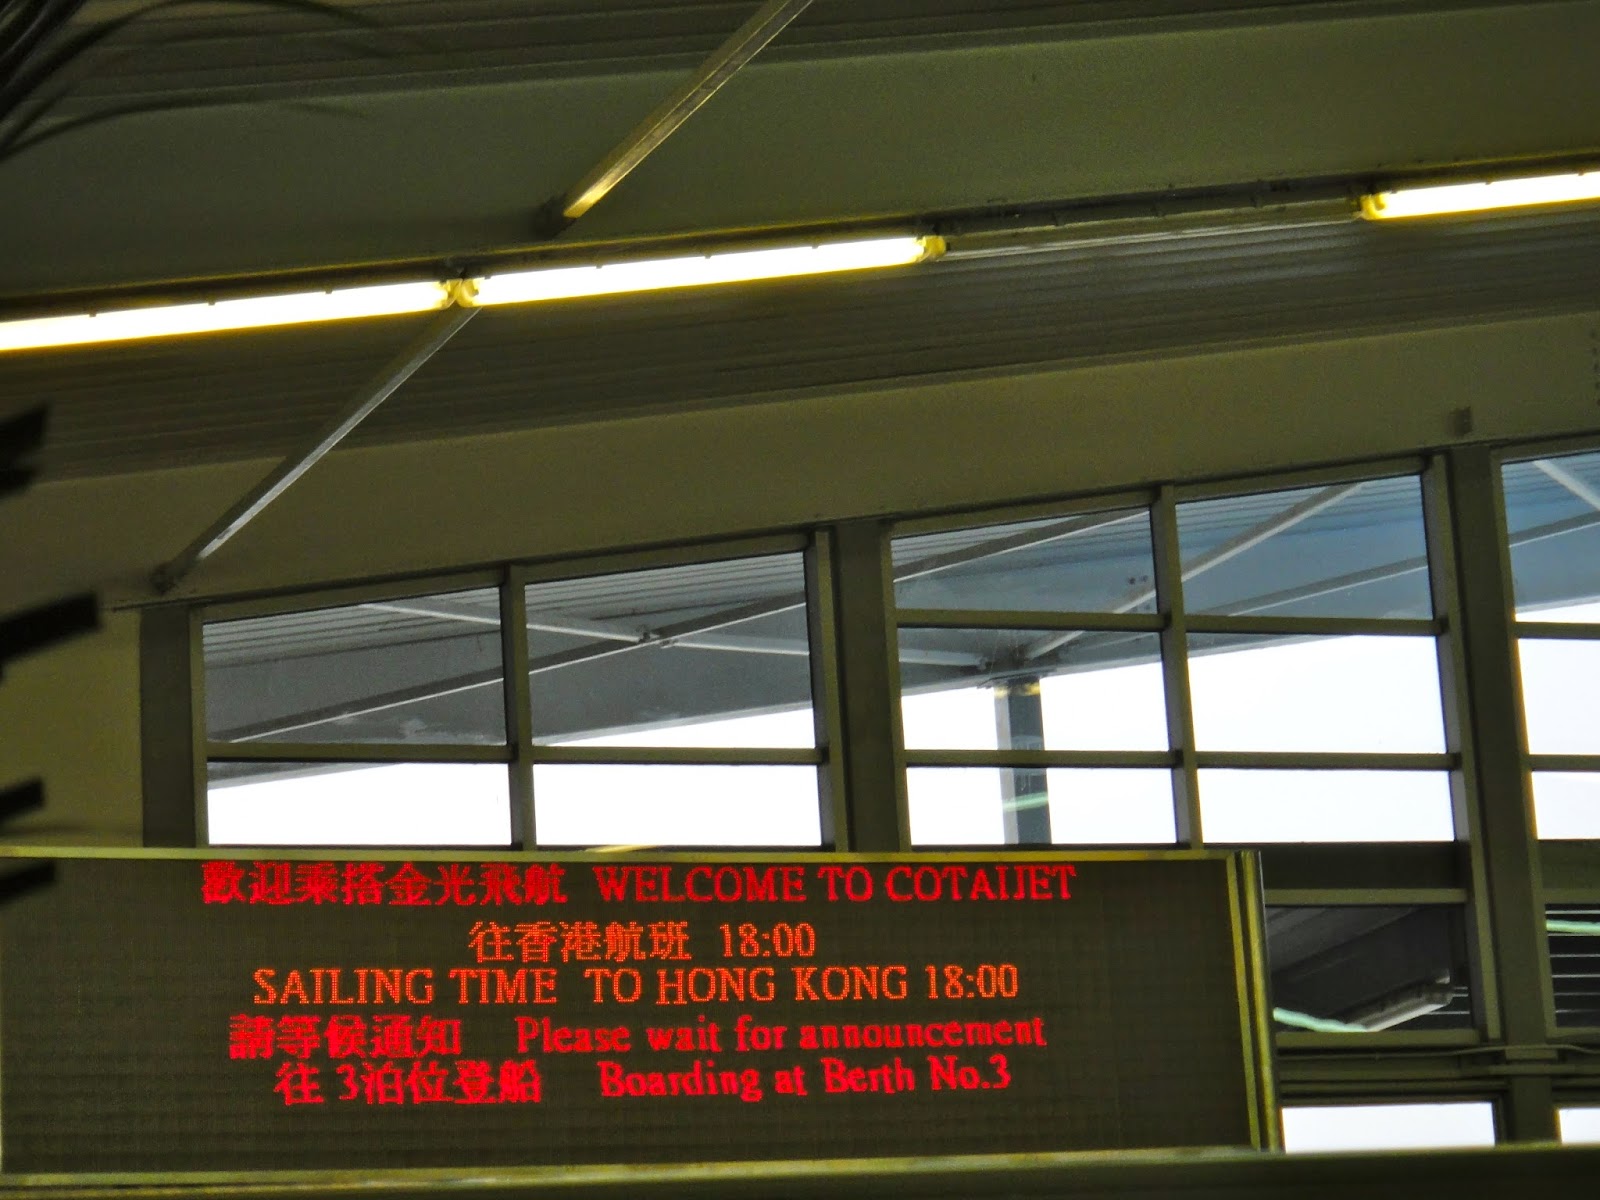 歡迎乘搭金光飛航 WELCOME TO COTAIJET
往香港航班 18:00
SAILING TIME TO HONG KONG 18:00
請等候通知 Please wait for announcement
往 3泊位登船 Boarding at Berth No.3